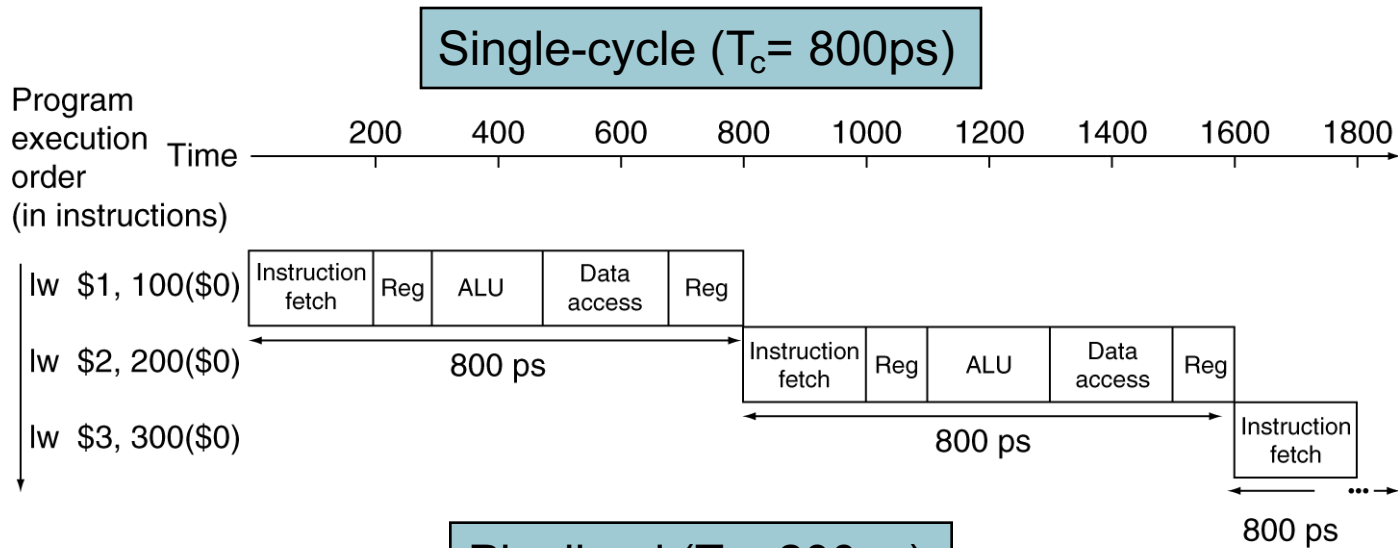 Single-cycle (Tc= 800ps)
Program
execution
order
(in instructions)
Time
200 400 600 800 1000 1200 1400 1600 1800
lw $1, 100($0)
Instruction
fetch
Reg
ALU
Data
access
Reg
800 ps
lw $2, 200($0)
Instruction
fetch
Reg
ALU
Data
access
Reg
800 ps
lw $3, 300($0)
Instruction
fetch
...
800 ps